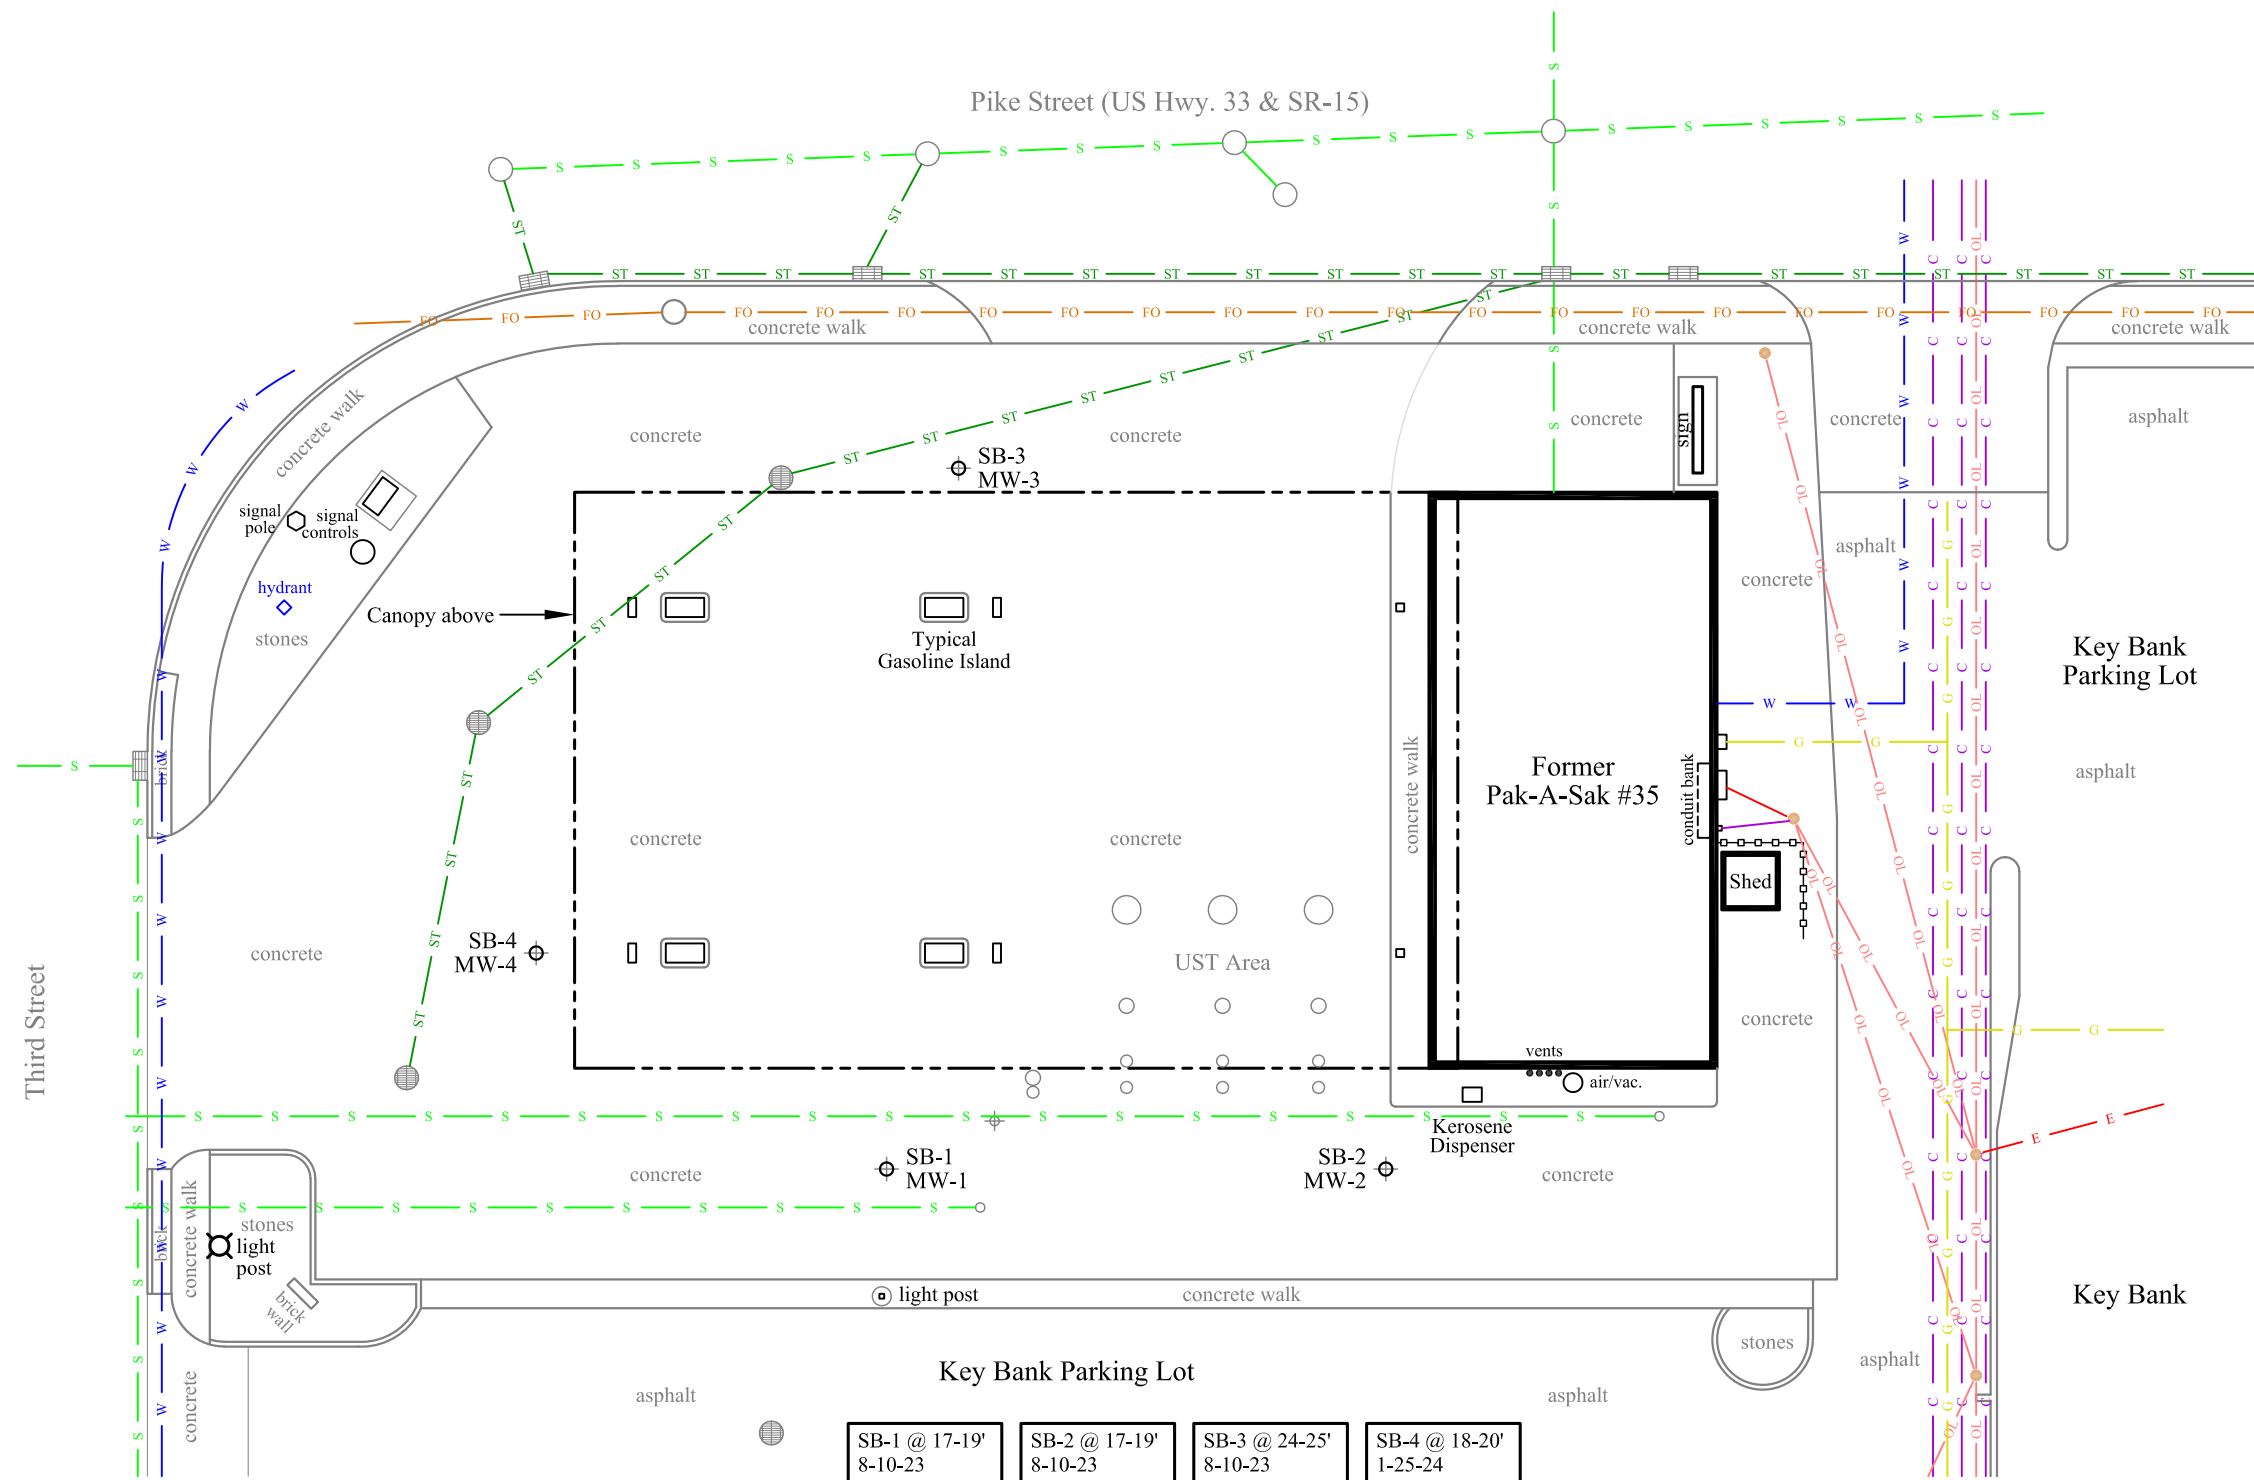 Pike Street (US Hwy. 33 & SR-15)
concrete walk
concrete walk
concrete walk
concrete walk
concrete
concrete
concrete
concrete
asphalt
sign
SB-3
MW-3
signal
pole
signal
controls
hydrant
stones
Canopy above
Typical
Gasoline Island
asphalt
concrete
Key Bank
Parking Lot
asphalt
brick
concrete walk
Former
Pak-A-Sak #35
conduit bank
Shed
concrete
concrete
concrete
SB-4
MW-4
UST Area
concrete
Third Street
vents
air/vac.
Kerosene
Dispenser
concrete
SB-1
MW-1
SB-2
MW-2
concrete
brick
concrete walk
stones
light
post
brick
wall
light post
concrete walk
Key Bank
stones
asphalt
concrete
Key Bank Parking Lot
asphalt
asphalt
SB-1 @ 17-19'
8-10-23
SB-2 @ 17-19'
8-10-23
SB-3 @ 24-25'
8-10-23
SB-4 @ 18-20'
1-25-24